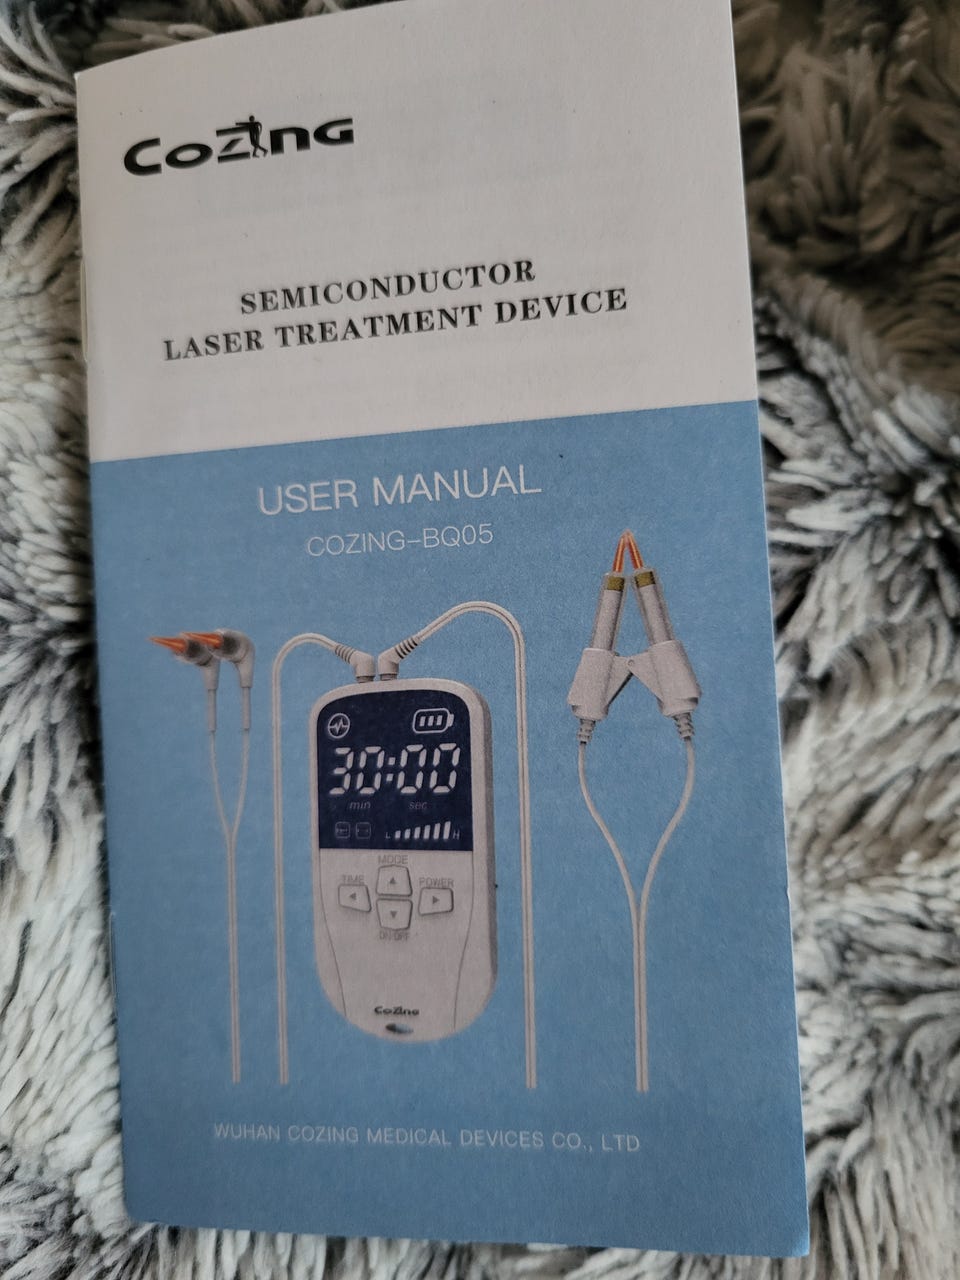 Cozing
SEMICONDUCTOR
LASER TREATMENT DEVICE
USER MANUAL
COZING-BQ05
30:00
min sec
L H
MODE
TIME POWER
ON/OFF
Cozing
WUHAN COZING MEDICAL DEVICES CO., LTD